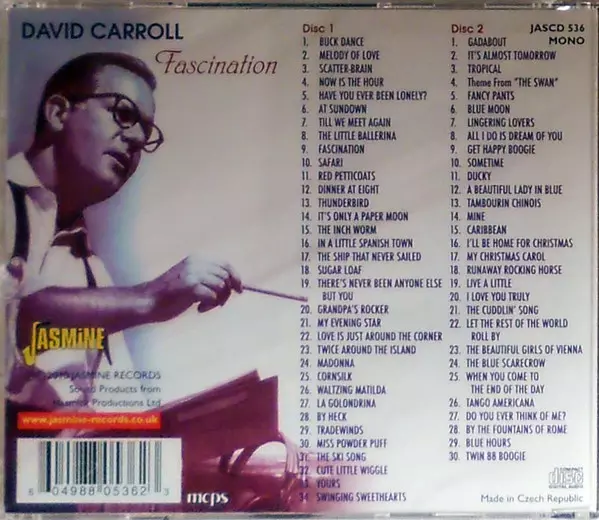 DAVID CARROLL
Fascination
Disc 1
1. BUCK DANCE
2. MELODY OF LOVE
3. SCATTER-BRAIN
4. NOW IS THE HOUR
5. HAVE YOU EVER BEEN LONELY?
6. AT SUNDOWN
7. TILL WE MEET AGAIN
8. THE LITTLE BALLERINA
9. FASCINATION
10. SAFARI
11. RED PETTICOATS
12. DINNER AT EIGHT
13. THUNDERBIRD
14. IT'S ONLY A PAPER MOON
15. THE INCH WORM
16. IN A LITTLE SPANISH TOWN
17. THE SHIP THAT NEVER SAILED
18. SUGAR LOAF
19. THERE'S NEVER BEEN ANYONE ELSE
BUT YOU
20. GRANDPA'S ROCKER
21. MY EVENING STAR
22. LOVE IS JUST AROUND THE CORNER
23. TWICE AROUND THE ISLAND
24. MADONNA
25. CORNSILK
26. WALTZING MATILDA
27. LA GOLONDRINA
28. BY HECK
29. TRADEWINDS
30. MISS POWDER PUFF
31. THE SKI SONG
32. CUTE LITTLE WIGGLE
33. YOURS
34. SWINGING SWEETHEARTS
Disc 2
JASCD 536
MONO
1. GADABOUT
2. IT'S ALMOST TOMORROW
3. TROPICAL
4. Theme From "THE SWAN"
5. FANCY PANTS
6. BLUE MOON
7. LINGERING LOVERS
8. ALL I DO IS DREAM OF YOU
9. GET HAPPY BOOGIE
10. SOMETIME
11. DUCKY
12. A BEAUTIFUL LADY IN BLUE
13. TAMBOURIN CHINOIS
14. MINE
15. CARIBBEAN
16. I'LL BE HOME FOR CHRISTMAS
17. MY CHRISTMAS CAROL
18. RUNAWAY ROCKING HORSE
19. LIVE A LITTLE
20. I LOVE YOU TRULY
21. THE CUDDLIN' SONG
22. LET THE REST OF THE WORLD
ROLL BY
23. THE BEAUTIFUL GIRLS OF VIENNA
24. THE BLUE SCARECROW
25. WHEN YOU COME TO
THE END OF THE DAY
26. TANGO AMERICANA
27. DO YOU EVER THINK OF ME?
28. BY THE FOUNTAINS OF ROME
29. BLUE HOURS
30. TWIN 88 BOOGIE
JASMINE
JASMINE RECORDS
Sound Products from
Productions Ltd
www.jasmine-records.co.uk
6 04988 05362 3
mcps
COMPACT
disc
DIGITAL AUDIO
Made in Czech Republic